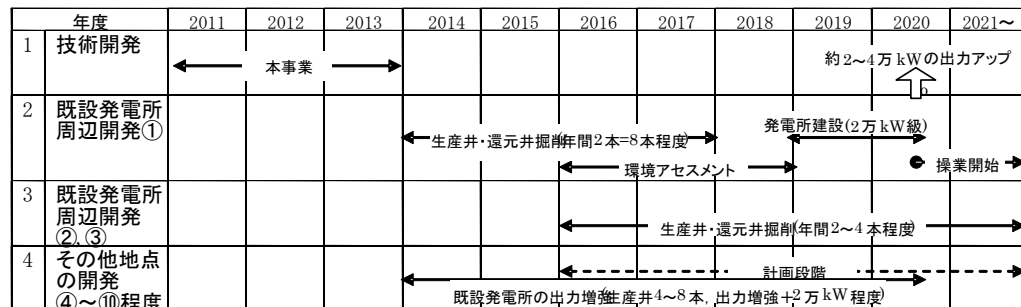 年度 2011 2012 2013 2014 2015 2016 2017 2018 2019 2020 2021～
1 技術開発
本事業
約2～4万kWの出力アップ
2 既設発電所
周辺開発①
生産井・還元井掘削(年間2本=8本程度)
発電所建設(2万kW級)
環境アセスメント
操業開始
3 既設発電所
周辺開発
②,③
生産井・還元井掘削(年間2～4本程度)
4 その他地点
の開発
④～⑩程度
計画段階
既設発電所の出力増強(生産井4～8本, 出力増強+2万kW程度)